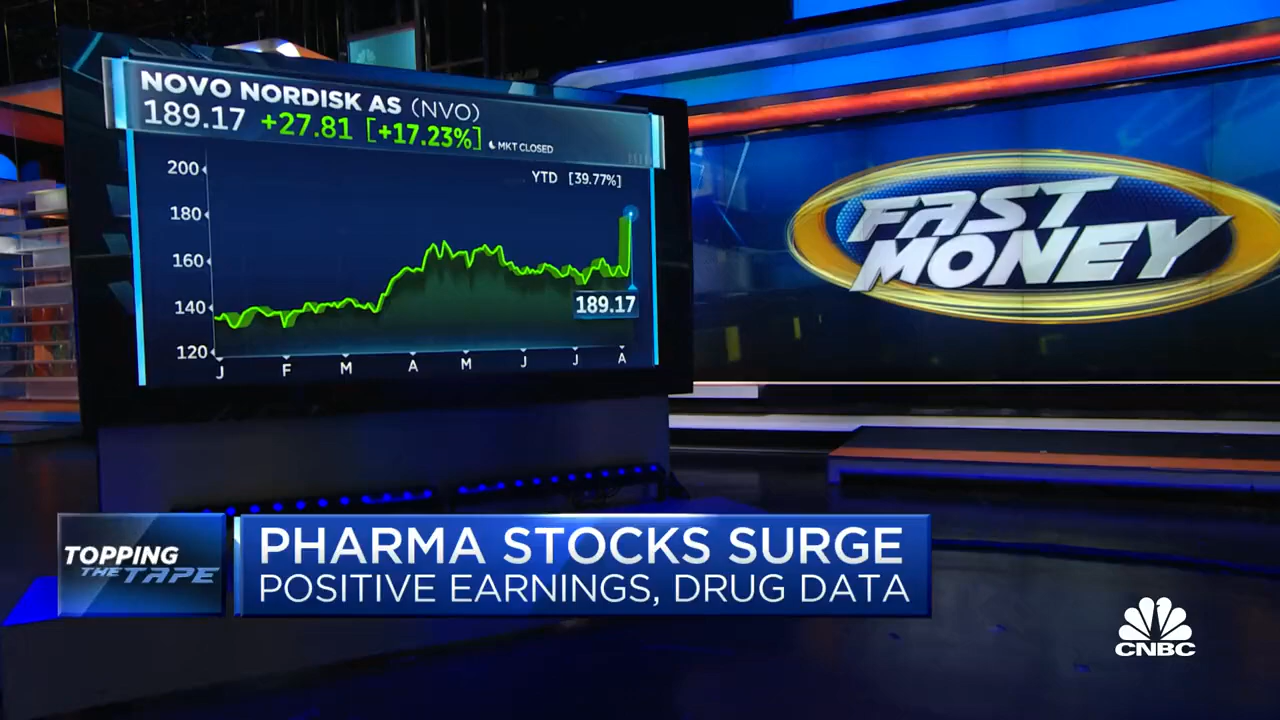 NOVO NORDISK AS (NVO)
189.17 +27.81 [+17.23%] MKT CLOSED
YTD [39.77%]
200
180
160
140
120
189.17
J F M A M J J A
FAST
MONEY
TOPPING
THE TAPE
PHARMA STOCKS SURGE
POSITIVE EARNINGS, DRUG DATA
CNBC